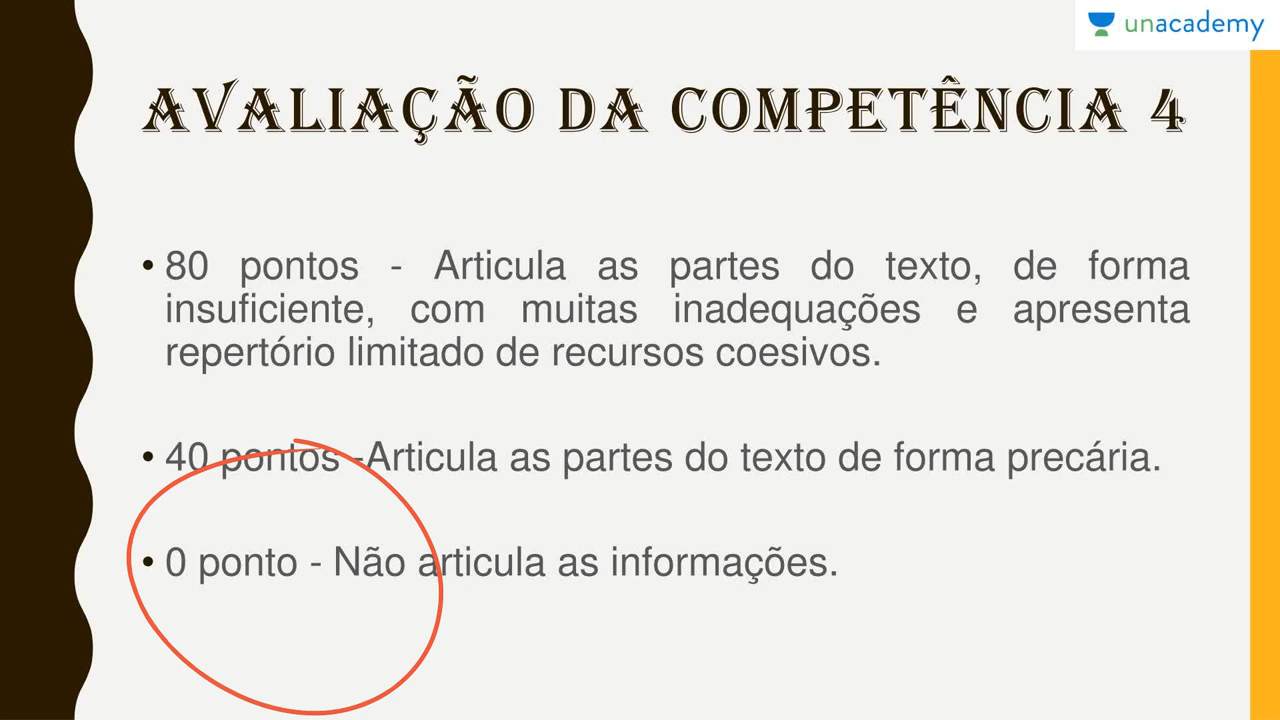 unacademy
AVALIAÇÃO DA COMPETÊNCIA 4
• 80 pontos - Articula as partes do texto, de forma
insuficiente, com muitas inadequações e apresenta
repertório limitado de recursos coesivos.
• 40 pontos -Articula as partes do texto de forma precária.
• 0 ponto - Não articula as informações.